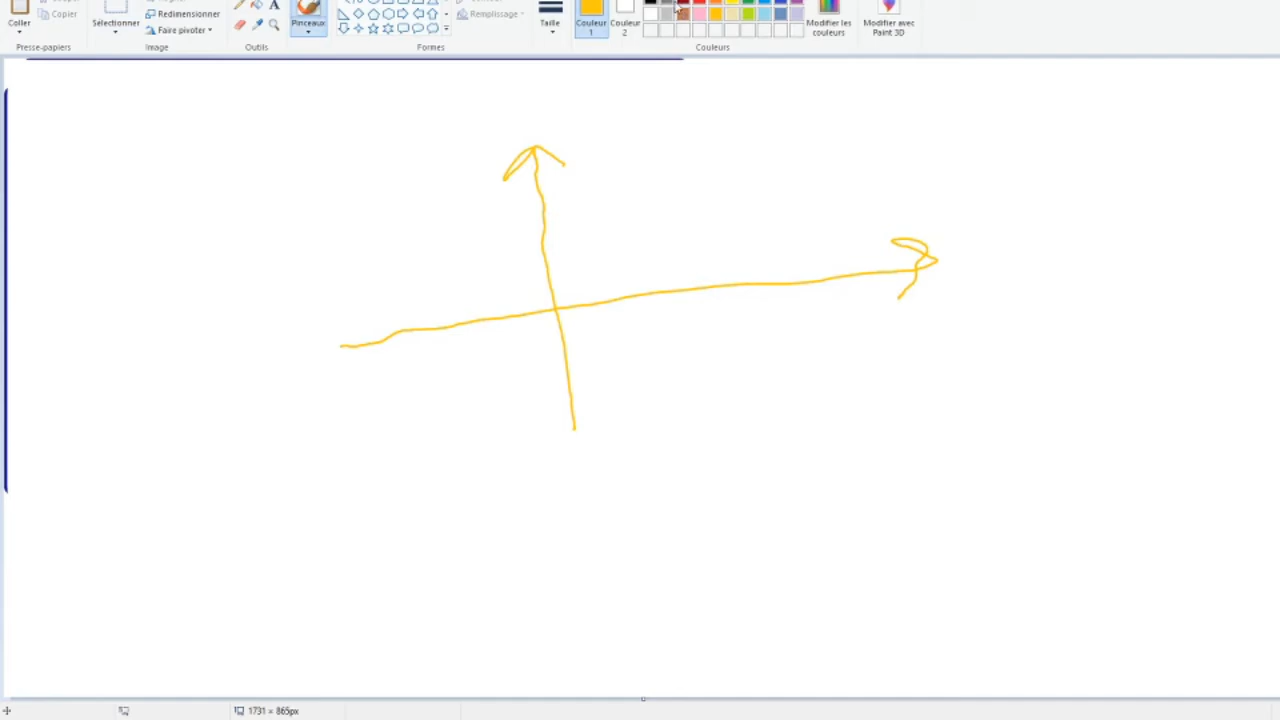 Coller
Copier
Sélectionner
Redimensionner
Faire pivoter
A
Pinceaux
Remplissage
Taille
Couleur
1
Couleur
2
Modifier les
couleurs
Modifier avec
Paint 3D
Presse-papiers
Image
Outils
Formes
Couleurs
1731 × 865px